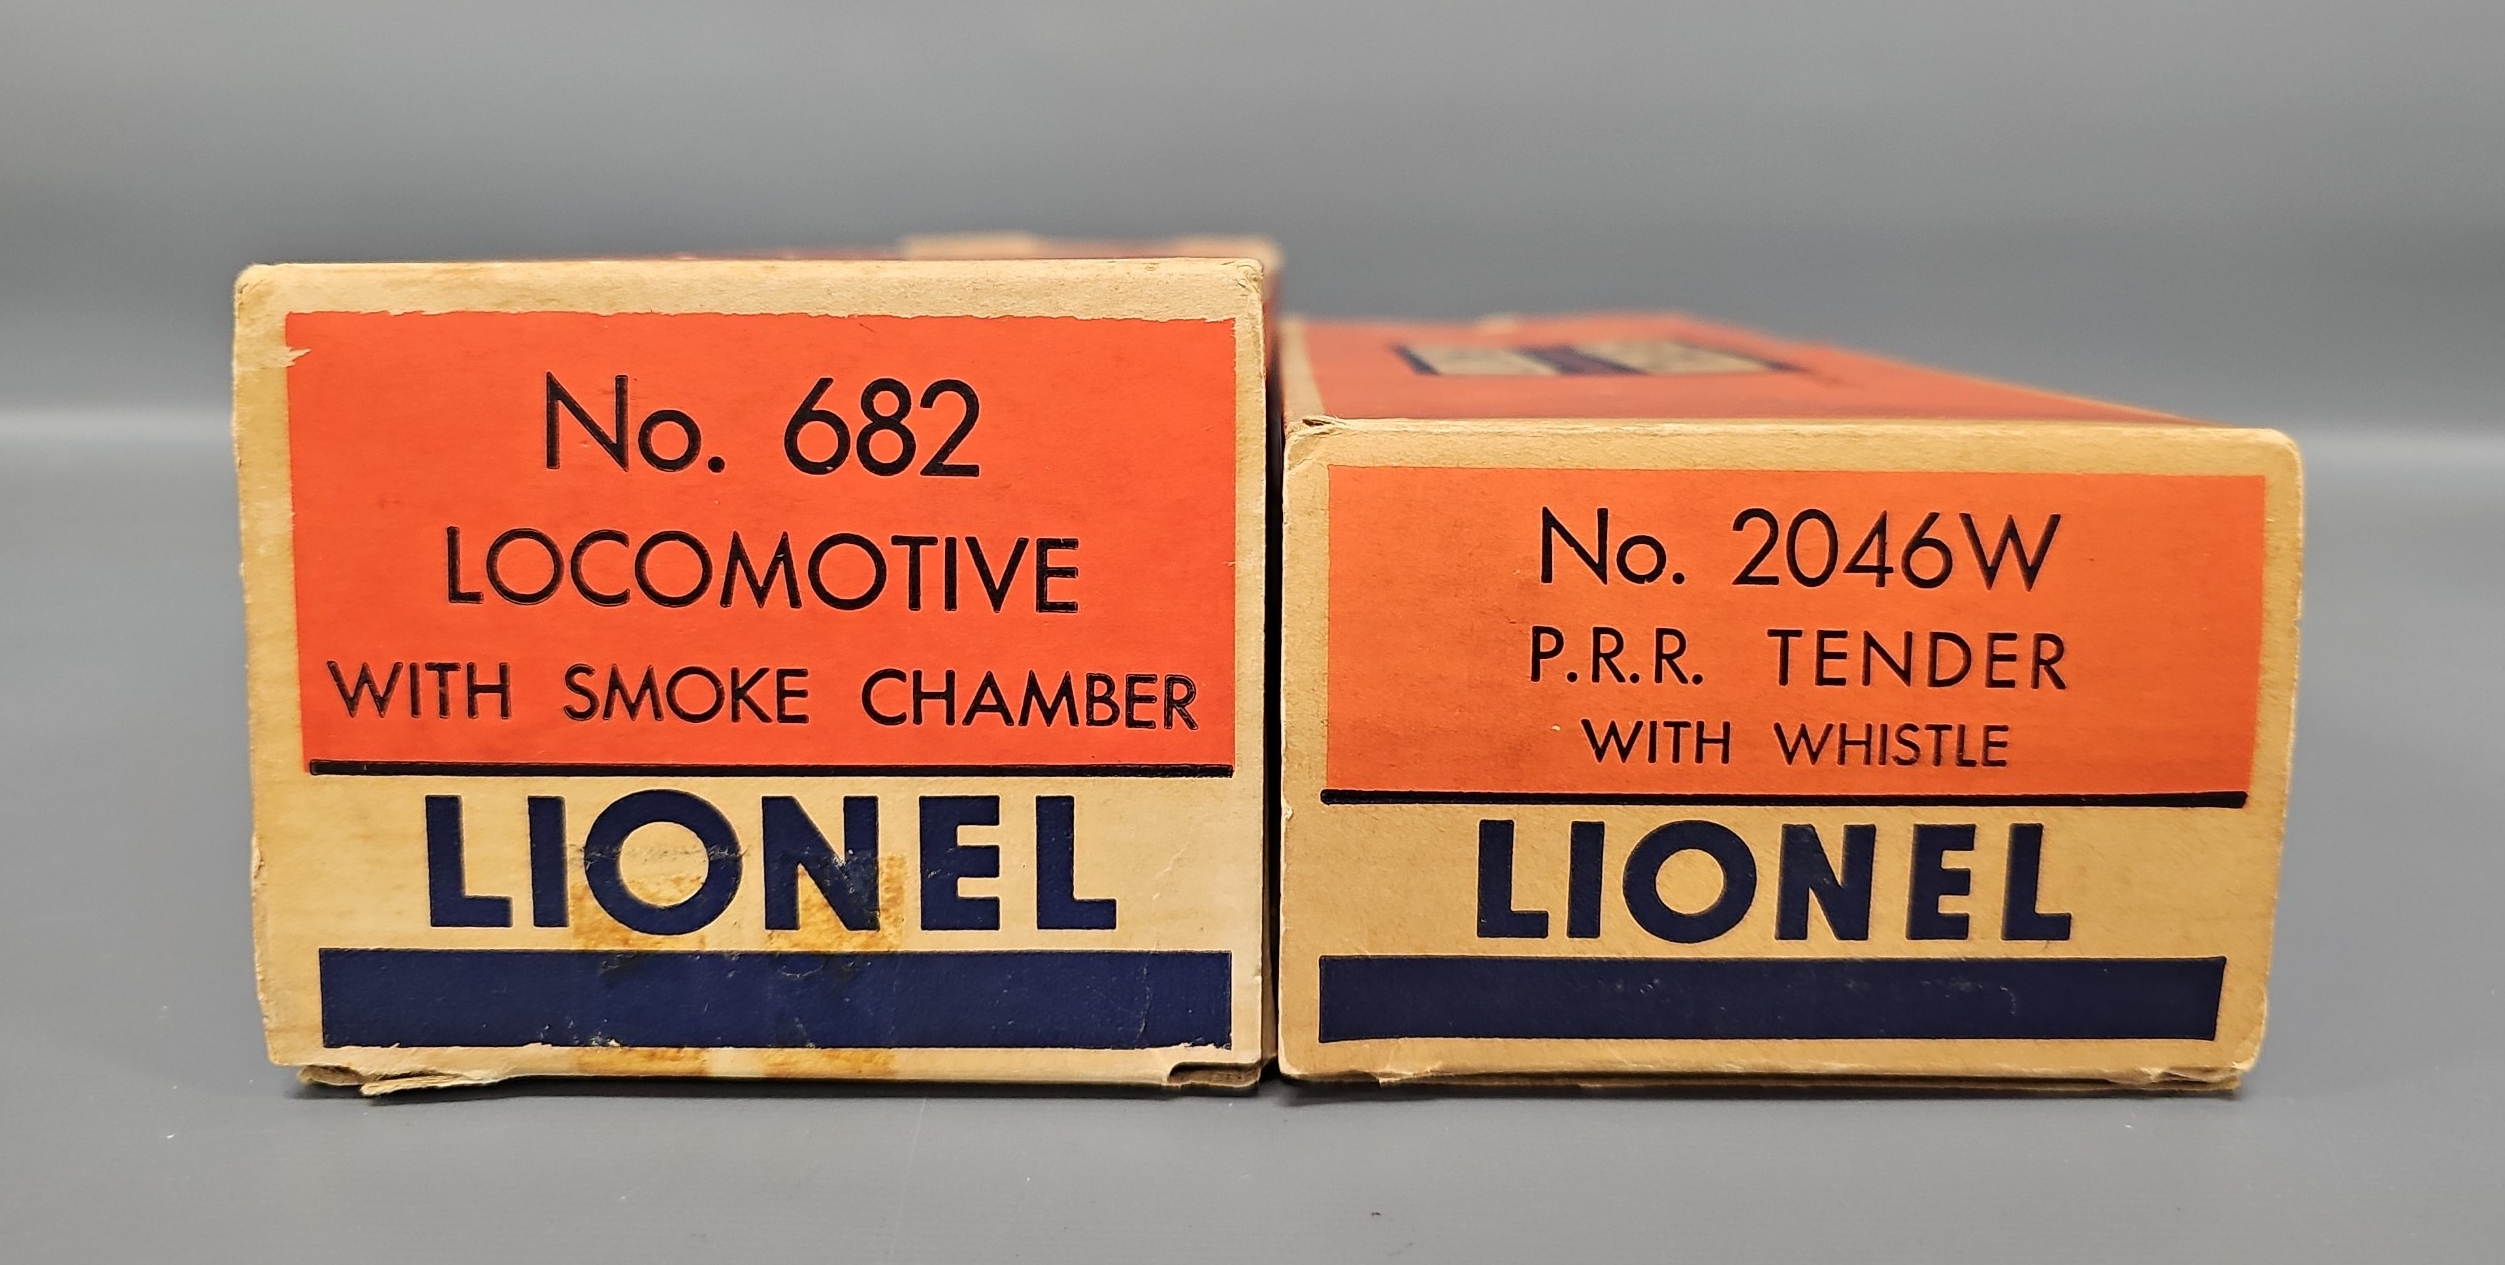 No. 682
LOCOMOTIVE
WITH SMOKE CHAMBER
LIONEL
No. 2046W
P.R.R. TENDER
WITH WHISTLE
LIONEL